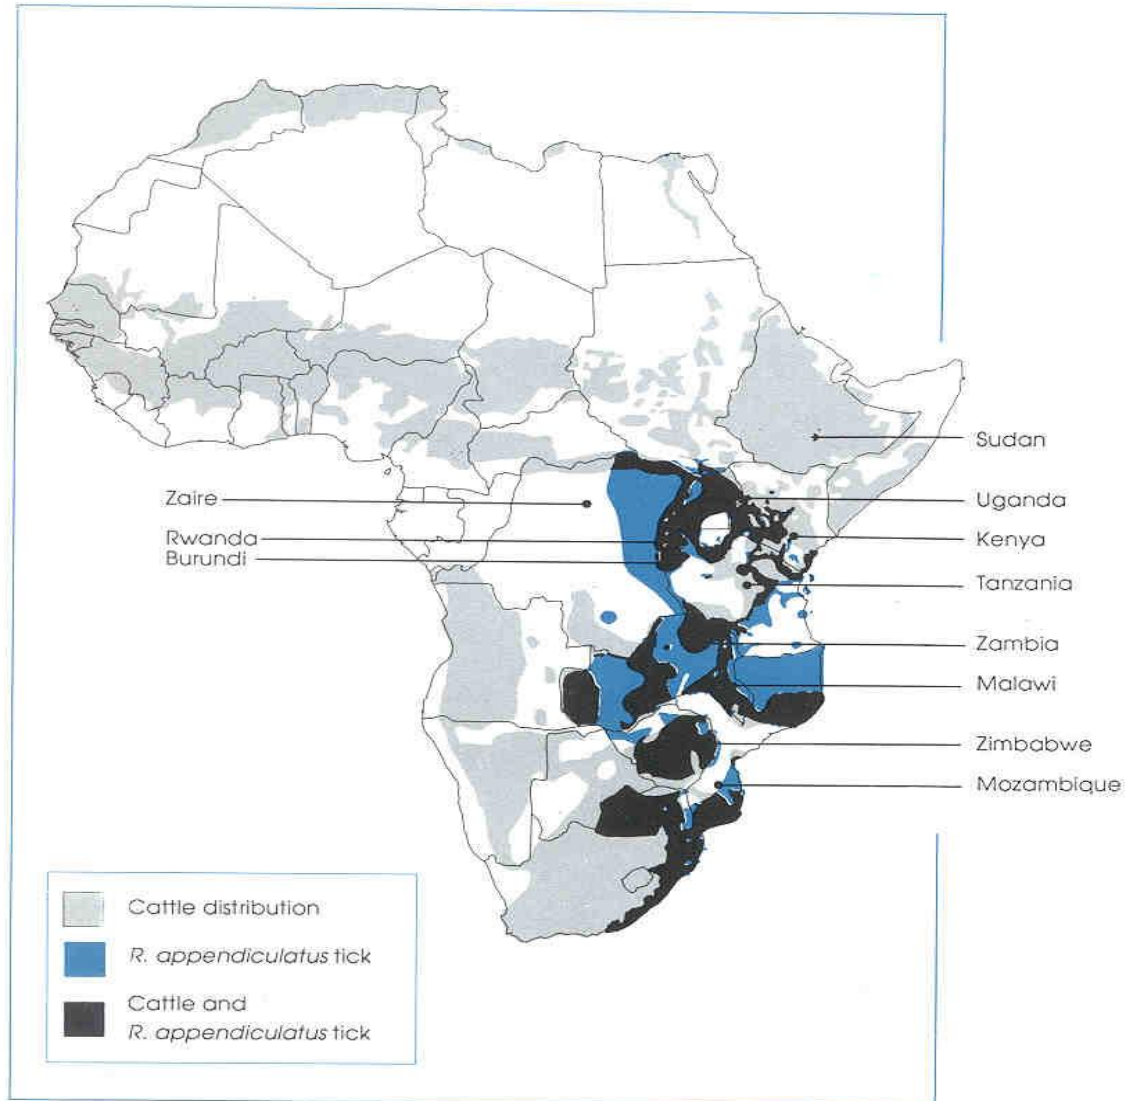 Sudan
Zaire
Uganda
Rwanda
Kenya
Burundi
Tanzania
Zambia
Malawi
Zimbabwe
Mozambique
Cattle distribution
R. appendiculatus tick
Cattle and
R. appendiculatus tick